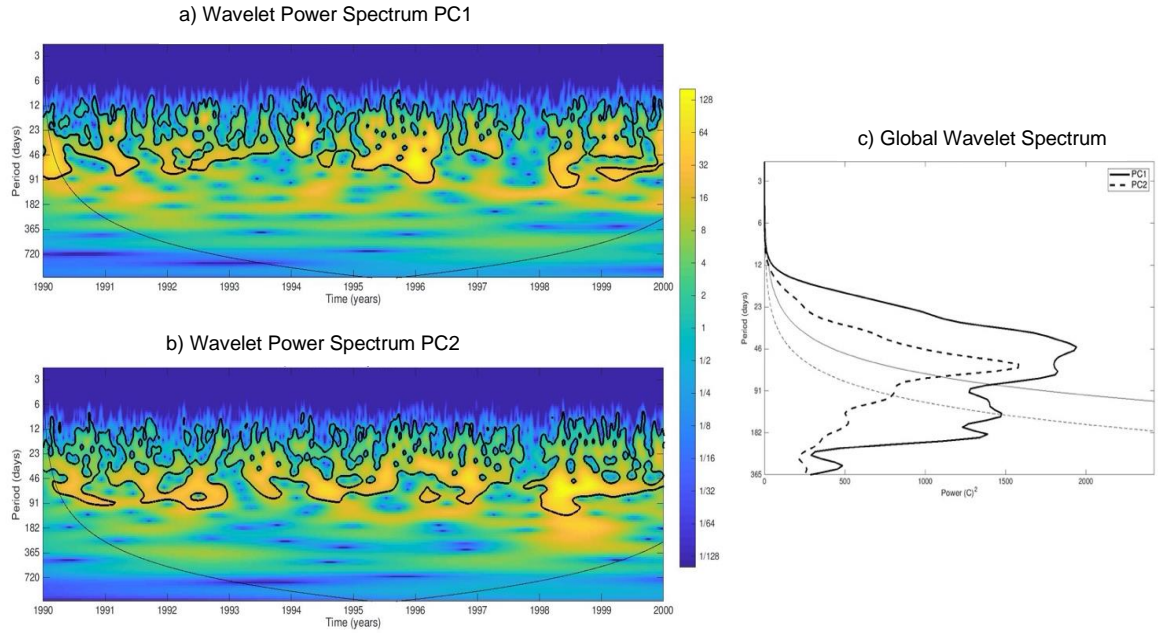 a) Wavelet Power Spectrum PC1
Period (days)
3
6
12
23
46
91
182
365
720
1990 1991 1992 1993 1994 1995 1996 1997 1998 1999 2000
Time (years)
b) Wavelet Power Spectrum PC2
Period (days)
3
6
12
23
46
91
182
365
720
1990 1991 1992 1993 1994 1995 1996 1997 1998 1999 2000
Time (years)
128
64
32
16
8
4
2
1
1/2
1/4
1/8
1/16
1/32
1/64
1/128
c) Global Wavelet Spectrum
PC1
PC2
Period (days)
3
6
12
23
46
91
182
365
0 500 1000 1500 2000
Power (C)²